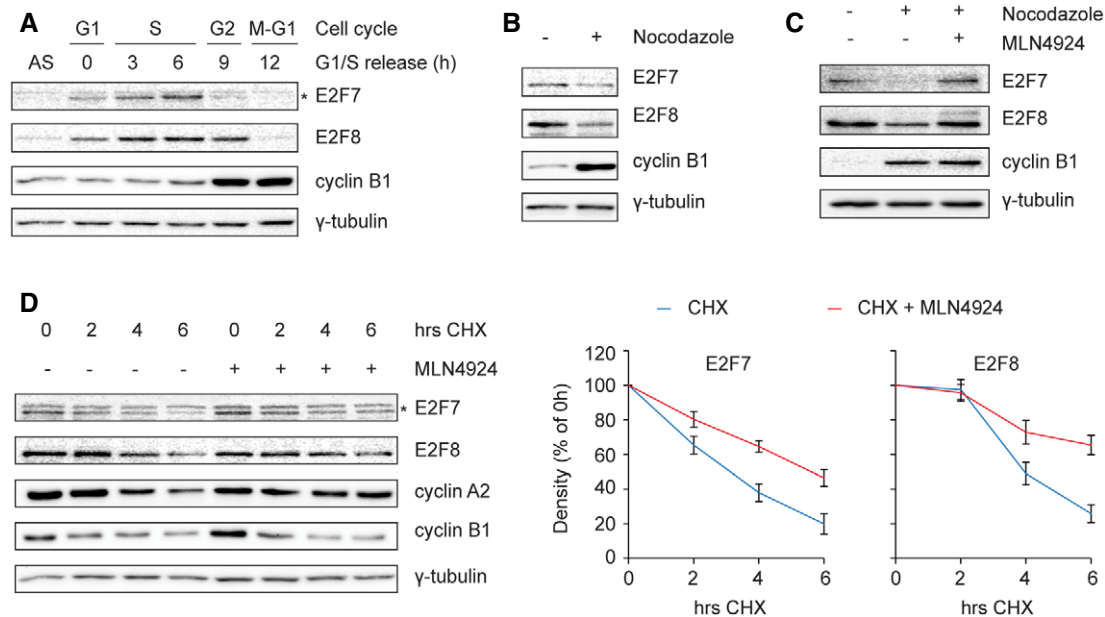 A
G1 S G2 M-G1 Cell cycle
AS 0 3 6 9 12 G1/S release (h)
* E2F7
E2F8
cyclin B1
γ-tubulin
B
- + Nocodazole
E2F7
E2F8
cyclin B1
γ-tubulin
C
- + + Nocodazole
- - + MLN4924
E2F7
E2F8
cyclin B1
γ-tubulin
D
0 2 4 6 0 2 4 6 hrs CHX
- - - - + + + + MLN4924
* E2F7
E2F8
cyclin A2
cyclin B1
γ-tubulin
CHX CHX + MLN4924
E2F7 E2F8
Density (% of 0h)
120
100
80
60
40
20
0
0 2 4 6 0 2 4 6
hrs CHX hrs CHX